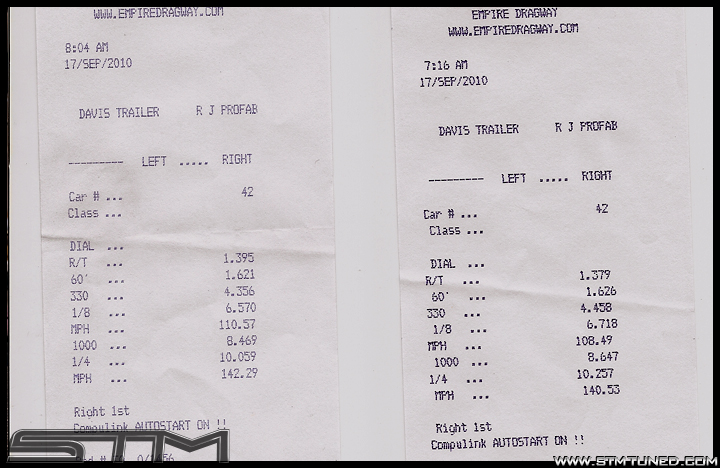 WWW.EMPIREDRAGWAY.COM
8:04 AM
17/SEP/2010
DAVIS TRAILER R J PROFAB
--------- LEFT ..... RIGHT
Car # ... 42
Class ...
DIAL ...
R/T ... 1.395
60' ... 1.621
330 ... 4.356
1/8 ... 6.570
MPH ... 110.57
1000 ... 8.469
1/4 ... 10.059
MPH ... 142.29
Right 1st
Compulink AUTOSTART ON !!
STM
EMPIRE DRAGWAY
WWW.EMPIREDRAGWAY.COM
7:16 AM
17/SEP/2010
DAVIS TRAILER R J PROFAB
--------- LEFT ..... RIGHT
Car # ... 42
Class ...
DIAL ...
R/T ... 1.379
60' ... 1.626
330 ... 4.458
1/8 ... 6.718
MPH ... 108.49
1000 ... 8.647
1/4 ... 10.257
MPH ... 140.53
Right 1st
Compulink AUTOSTART ON !!
WWW.STMTUNED.COM